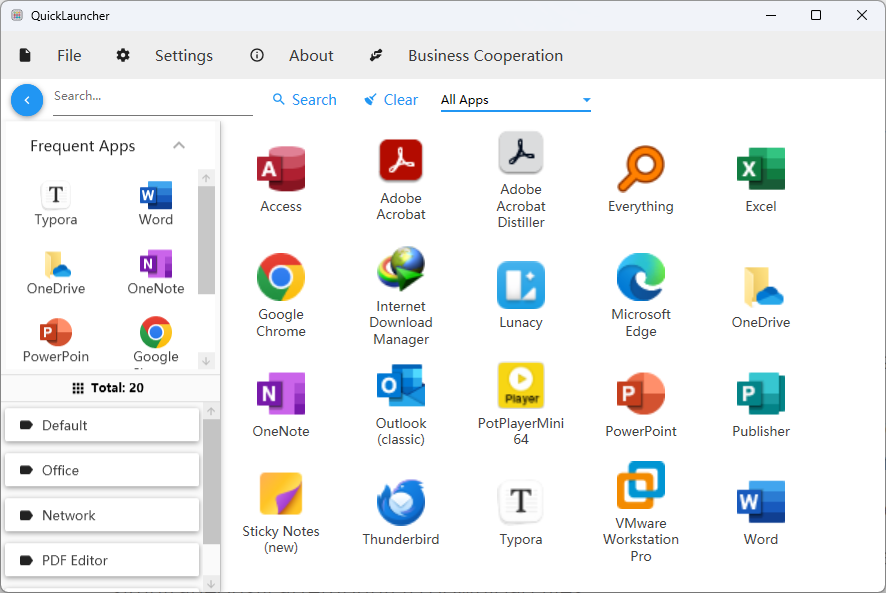 QuickLauncher
File
Settings
About
Business Cooperation
Search...
Search
Clear
All Apps
Frequent Apps
Typora
Word
OneDrive
OneNote
PowerPoin
Google
Total: 20
Default
Office
Network
PDF Editor
Access
Adobe
Acrobat
Adobe
Acrobat
Distiller
Everything
Excel
Google
Chrome
Internet
Download
Manager
Lunacy
Microsoft
Edge
OneDrive
OneNote
Outlook
(classic)
Player
PotPlayerMini
64
PowerPoint
Publisher
Sticky Notes
(new)
Thunderbird
Typora
VMware
Workstation
Pro
Word